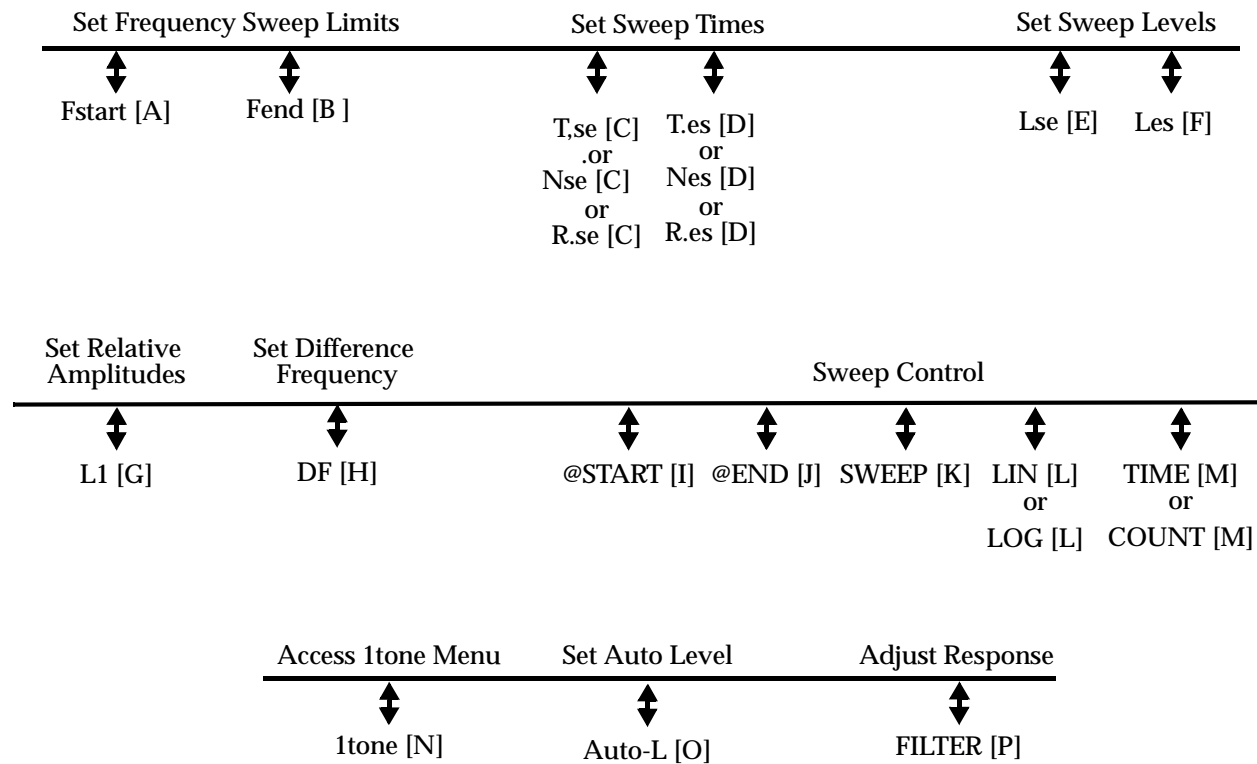 Set Frequency Sweep Limits
Set Sweep Times
Set Sweep Levels
Fstart [A]
Fend [B ]
T,se [C]
.or
Nse [C]
or
R.se [C]
T.es [D]
or
Nes [D]
or
R.es [D]
Lse [E]
Les [F]
Set Relative
Amplitudes
Set Difference
Frequency
Sweep Control
L1 [G]
DF [H]
@START [I]
@END [J]
SWEEP [K]
LIN [L]
or
LOG [L]
TIME [M]
or
COUNT [M]
Access 1tone Menu
Set Auto Level
Adjust Response
1tone [N]
Auto-L [O]
FILTER [P]